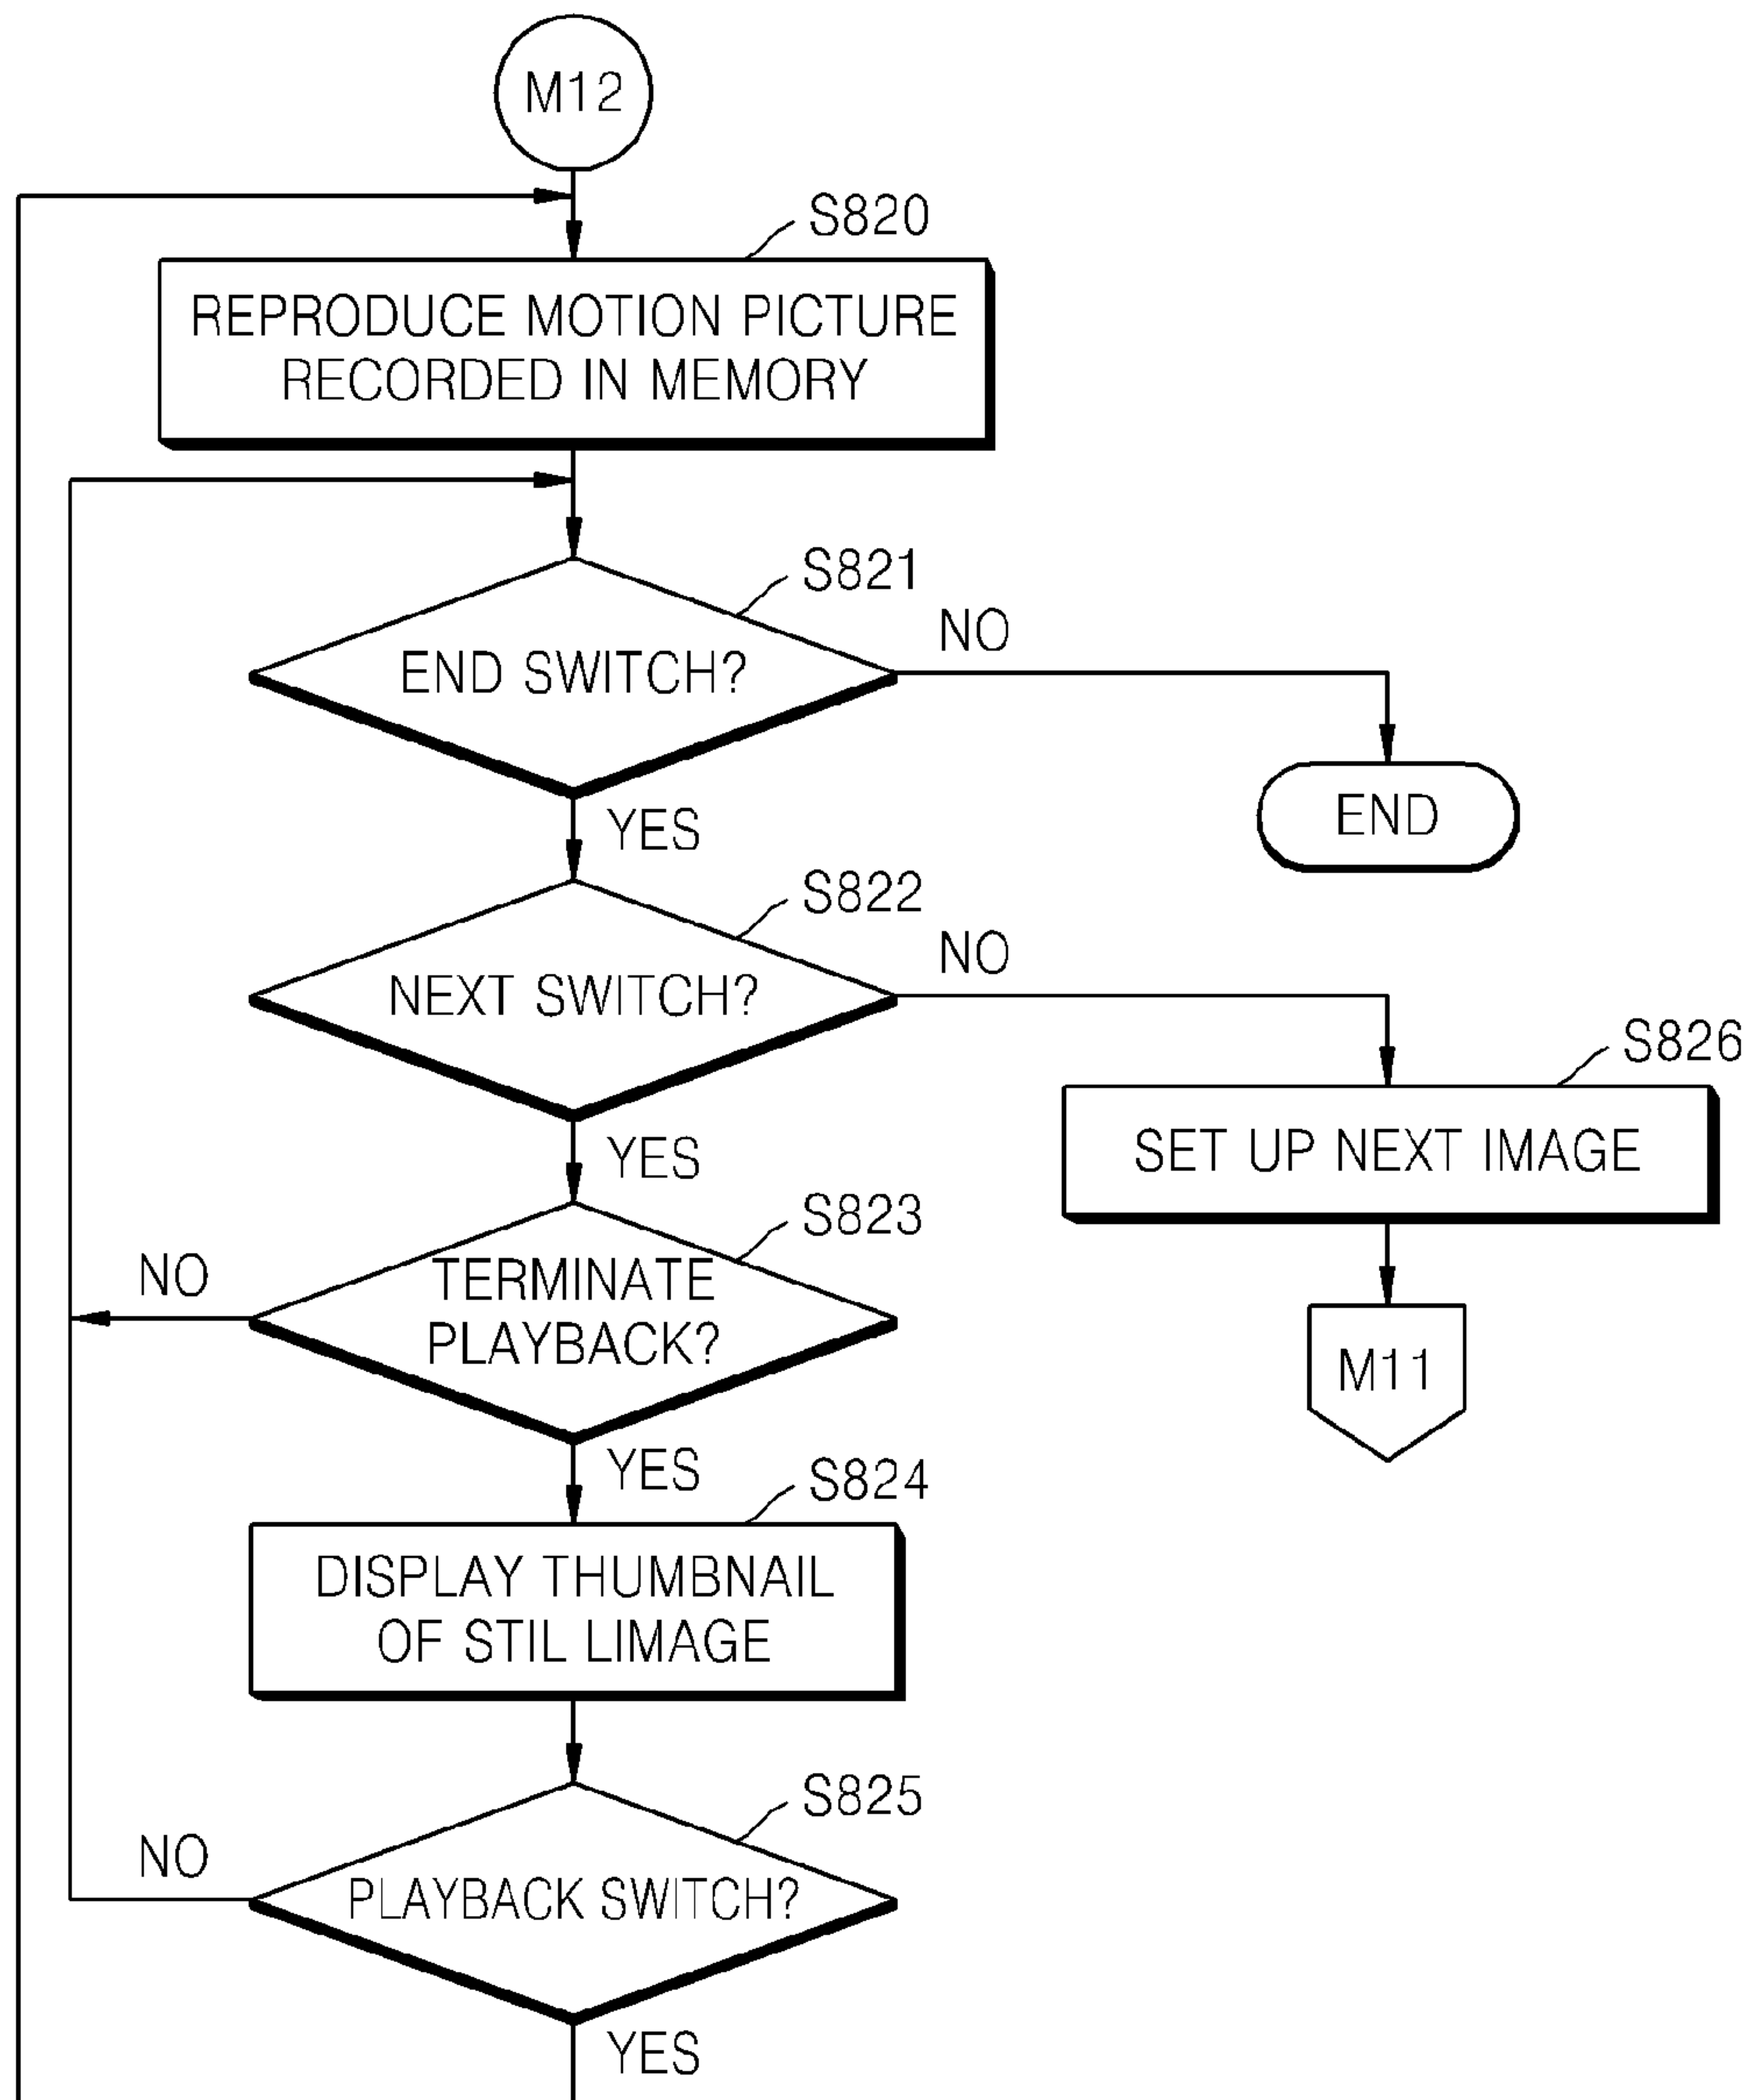 M12
S820
REPRODUCE MOTION PICTURE
RECORDED IN MEMORY
S821
END SWITCH?
NO
END
YES
S822
NEXT SWITCH?
NO
S826
SET UP NEXT IMAGE
YES
S823
TERMINATE
PLAYBACK?
NO
M11
YES
S824
DISPLAY THUMBNAIL
OF STIL LIMAGE
S825
PLAYBACK SWITCH?
NO
YES